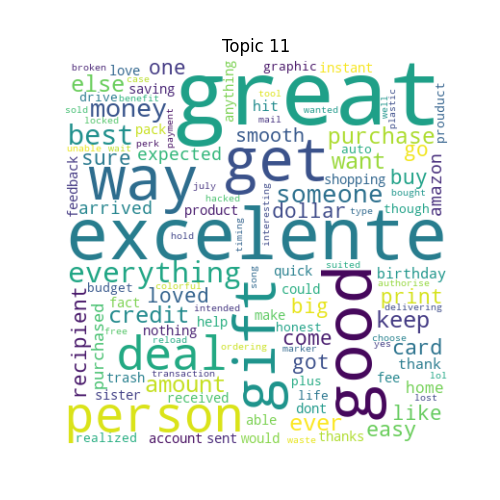 Topic 11
broken love one graphic instant
else drive saving anything great
case tool wanted
sold benefit money hit well plastic prouduct
locked payment
best pack smooth purchase
unable wait mail
sure expected get auto want go
feedback perk way someone shopping buy amazon
july
arrived product hacked dollar though bought
hold timing interesting type
excelente
everything song suited authorise
quick birthday
budget colorful loved could big print delivering
recipient purchased fact credit gift make good keep
intended
free nothing help honest come marker choose yes
deal reload got card
transaction thank lol
trash amount ordering plus fee home
sister received life lost
person able dont ever like
realized account sent would thanks waste easy